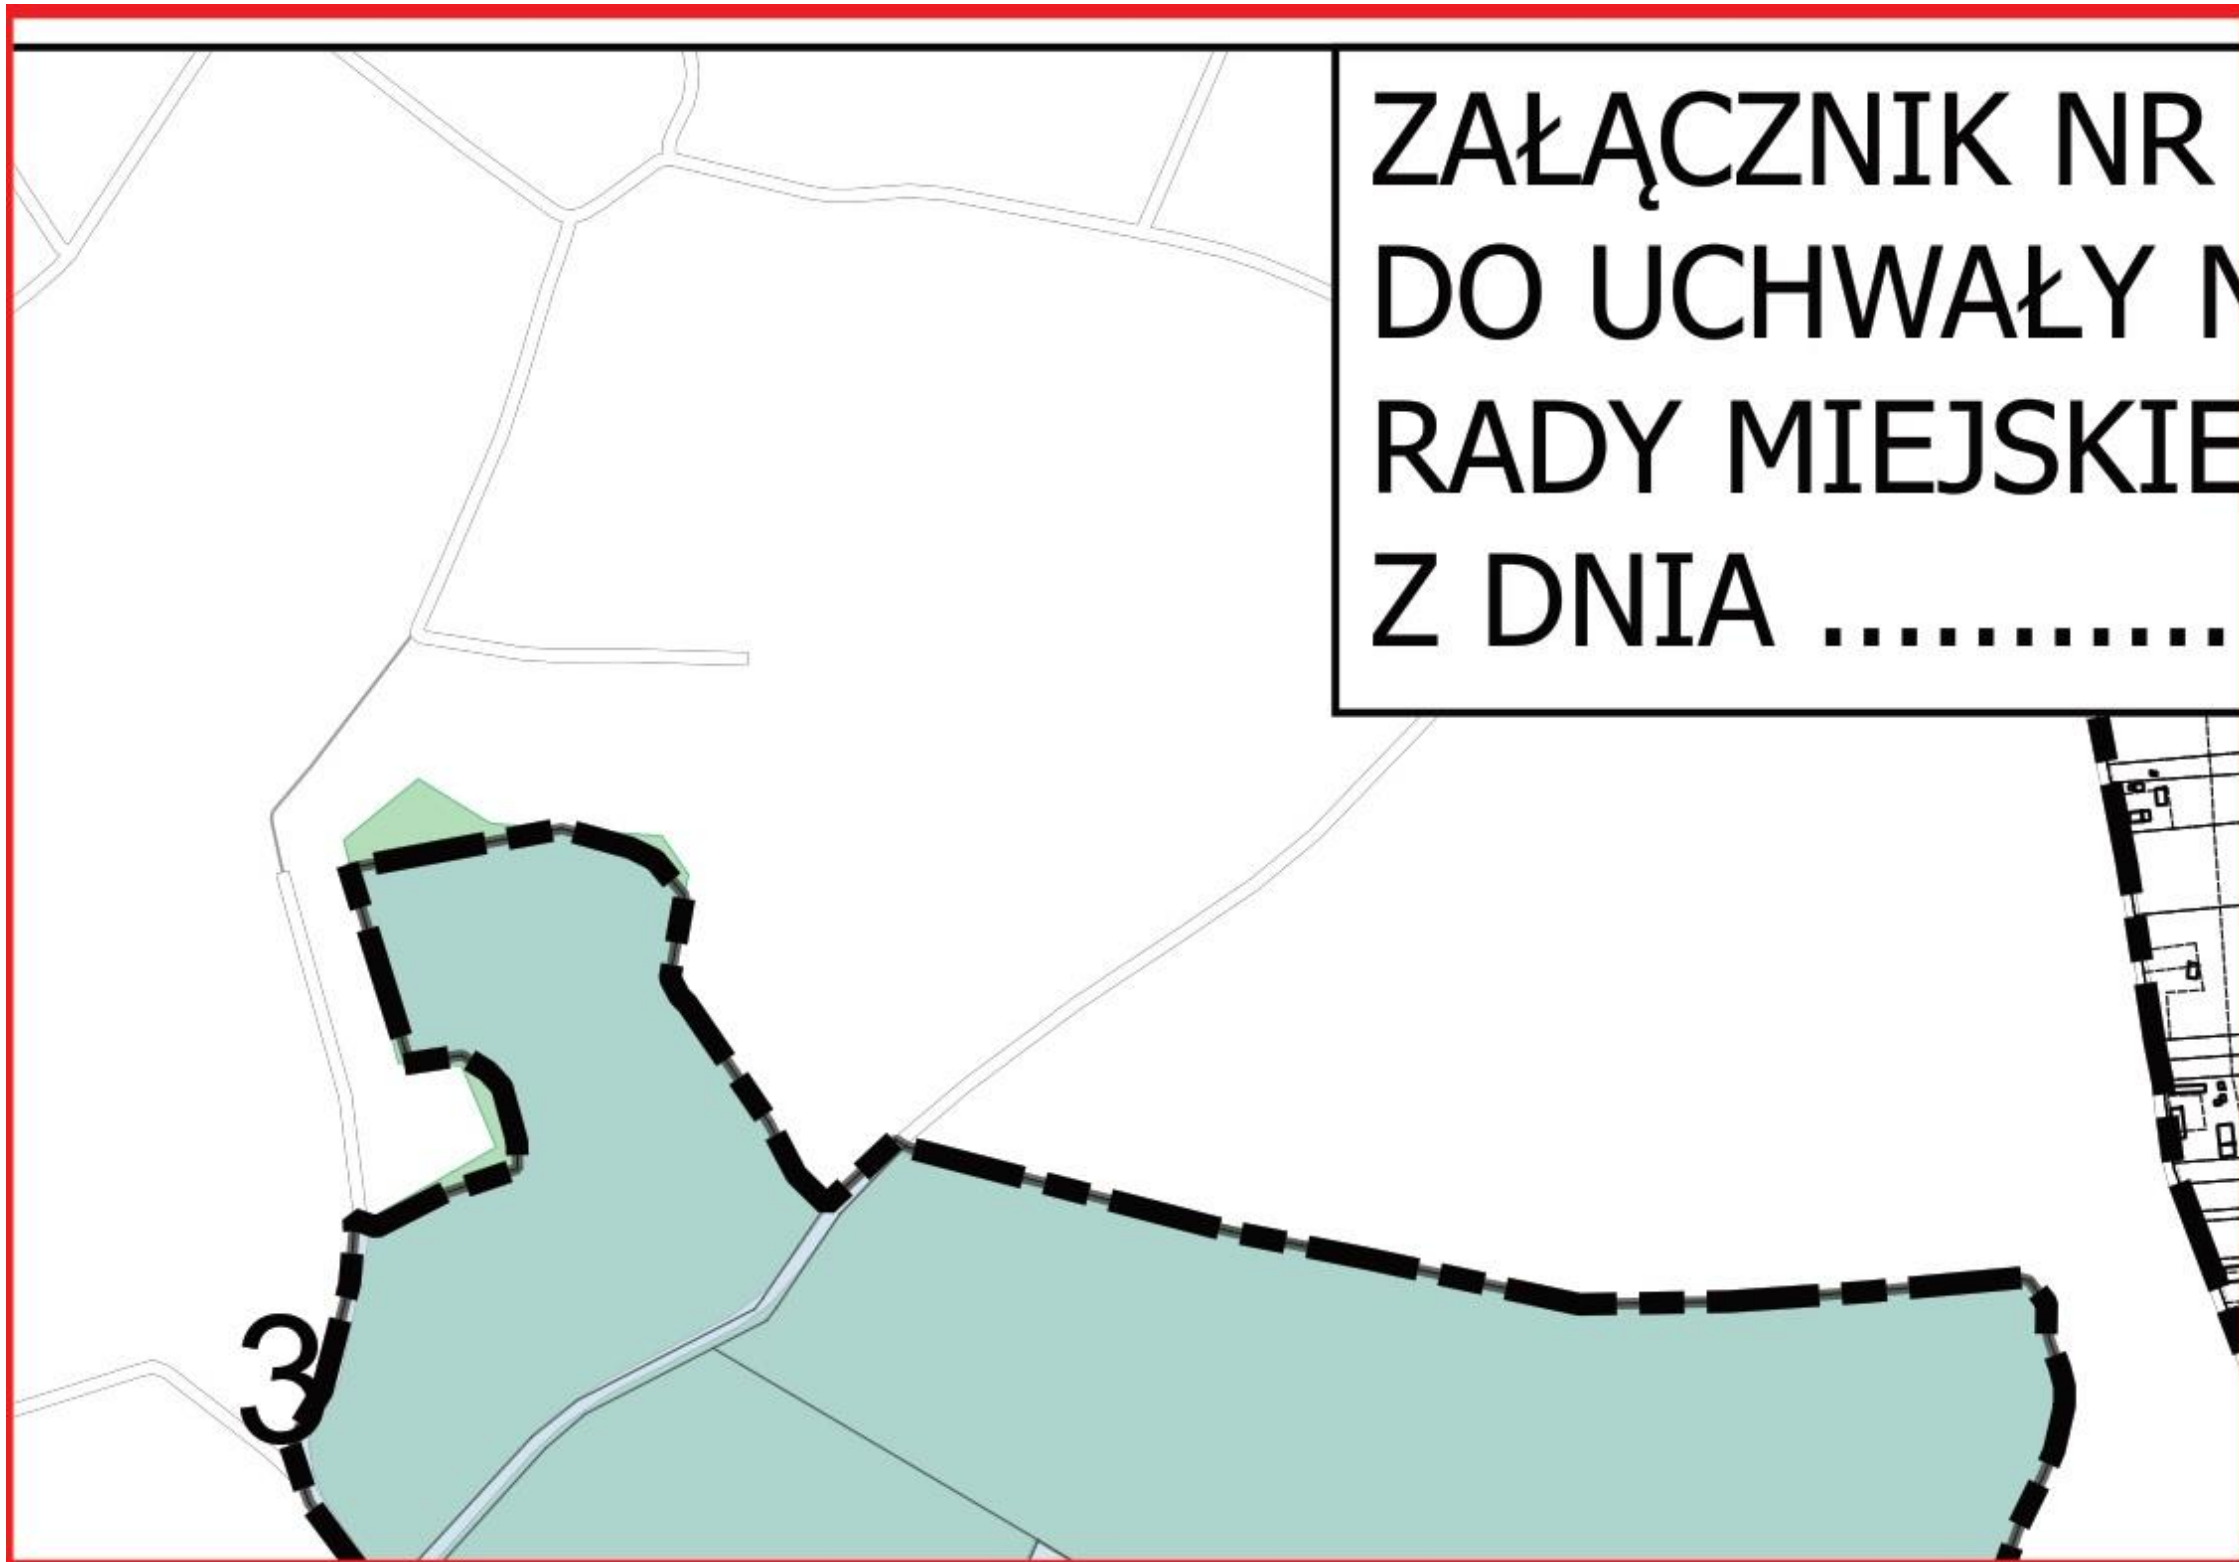 ZAŁĄCZNIK NR
DO UCHWAŁY
RADY MIEJSKIE
Z DNIA ...........
3